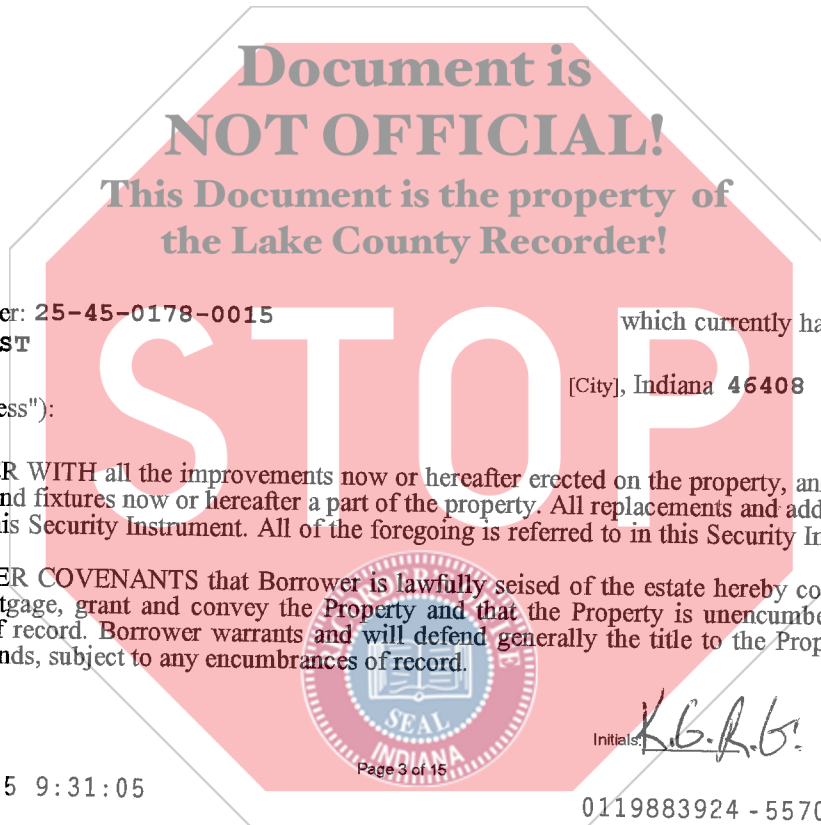 Document is
NOT OFFICIAL!
This Document is the property of
the Lake County Recorder!
er: 25-45-0178-0015 which currently ha
ST
[City], Indiana 46408
ess"):
STOP
R WITH all the improvements now or hereafter erected on the property, an
nd fixtures now or hereafter a part of the property. All replacements and add
is Security Instrument. All of the foregoing is referred to in this Security In
ER COVENANTS that Borrower is lawfully seised of the estate hereby co
tgage, grant and convey the Property and that the Property is unencumbe
f record. Borrower warrants and will defend generally the title to the Prop
nds, subject to any encumbrances of record.
SEAL
INDIANA
Initials: K.G.R.G.
Page 3 of 15
5 9:31:05
0119883924 - 5570